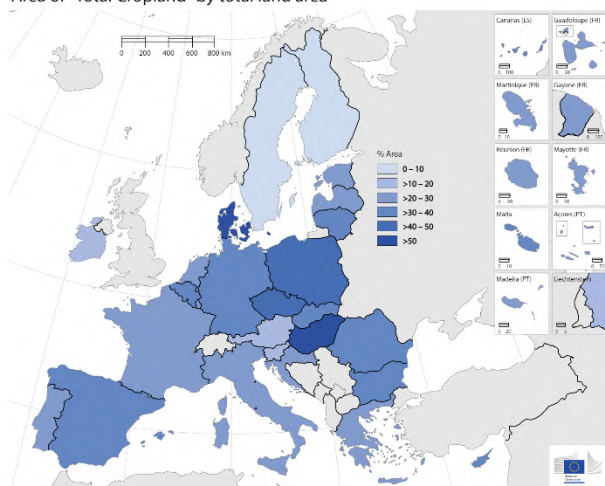 Area of "Total Cropland" by total land area
0 200 400 600 800 km
Canarias (ES)
0 100
Guadeloupe (FR)
0 20
Martinique (FR)
0 10
Gayane (FR)
0 100
Réunion (FR)
0 20
Mayotte (FR)
0 10
Malta
0 10
Açores (PT)
0 50
Madeira (PT)
0 20
Liechtenstein
0 5
% Area
0 – 10
>10 – 20
>20 – 30
>30 – 40
>40 – 50
>50